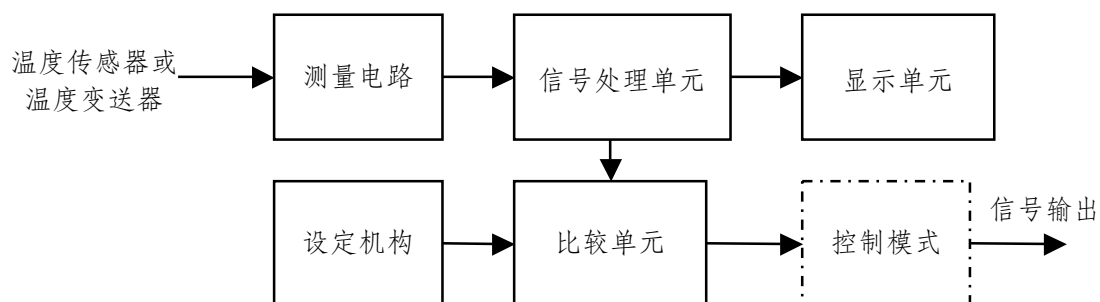 温度传感器或
温度变送器
测量电路
信号处理单元
显示单元
设定机构
比较单元
控制模式
信号输出